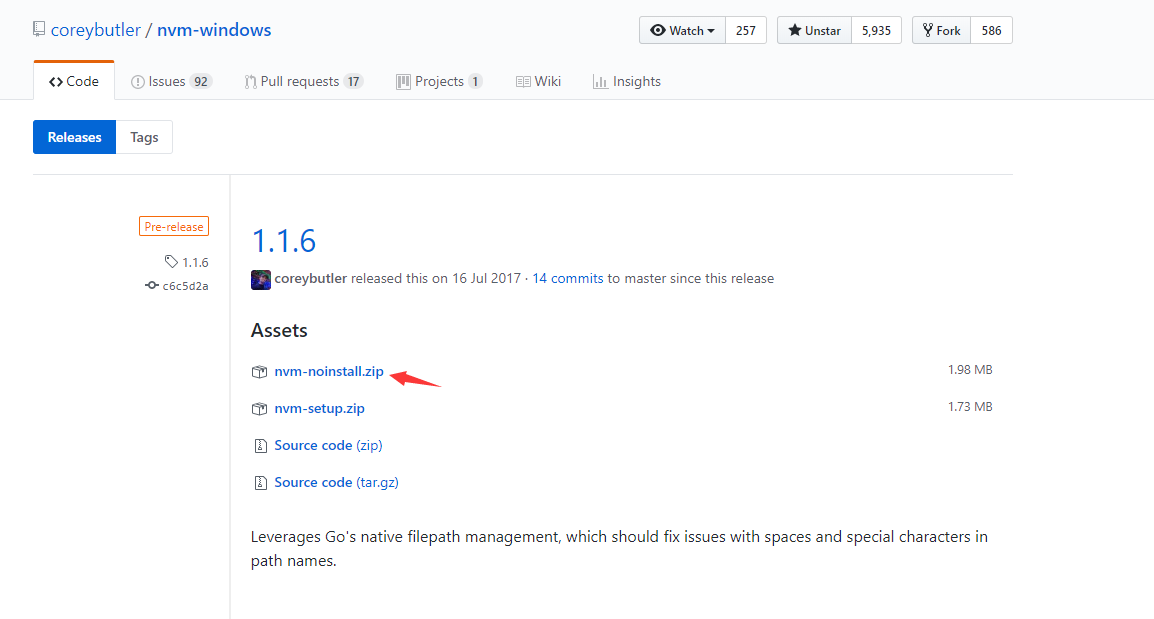 coreybutler / nvm-windows
Watch 257 Unstar 5,935 Fork 586
Code Issues 92 Pull requests 17 Projects 1 Wiki Insights
Releases Tags
Pre-release
1.1.6
c6c5d2a
1.1.6
coreybutler released this on 16 Jul 2017 · 14 commits to master since this release
Assets
nvm-noinstall.zip 1.98 MB
nvm-setup.zip 1.73 MB
Source code (zip)
Source code (tar.gz)
Leverages Go's native filepath management, which should fix issues with spaces and special characters in
path names.